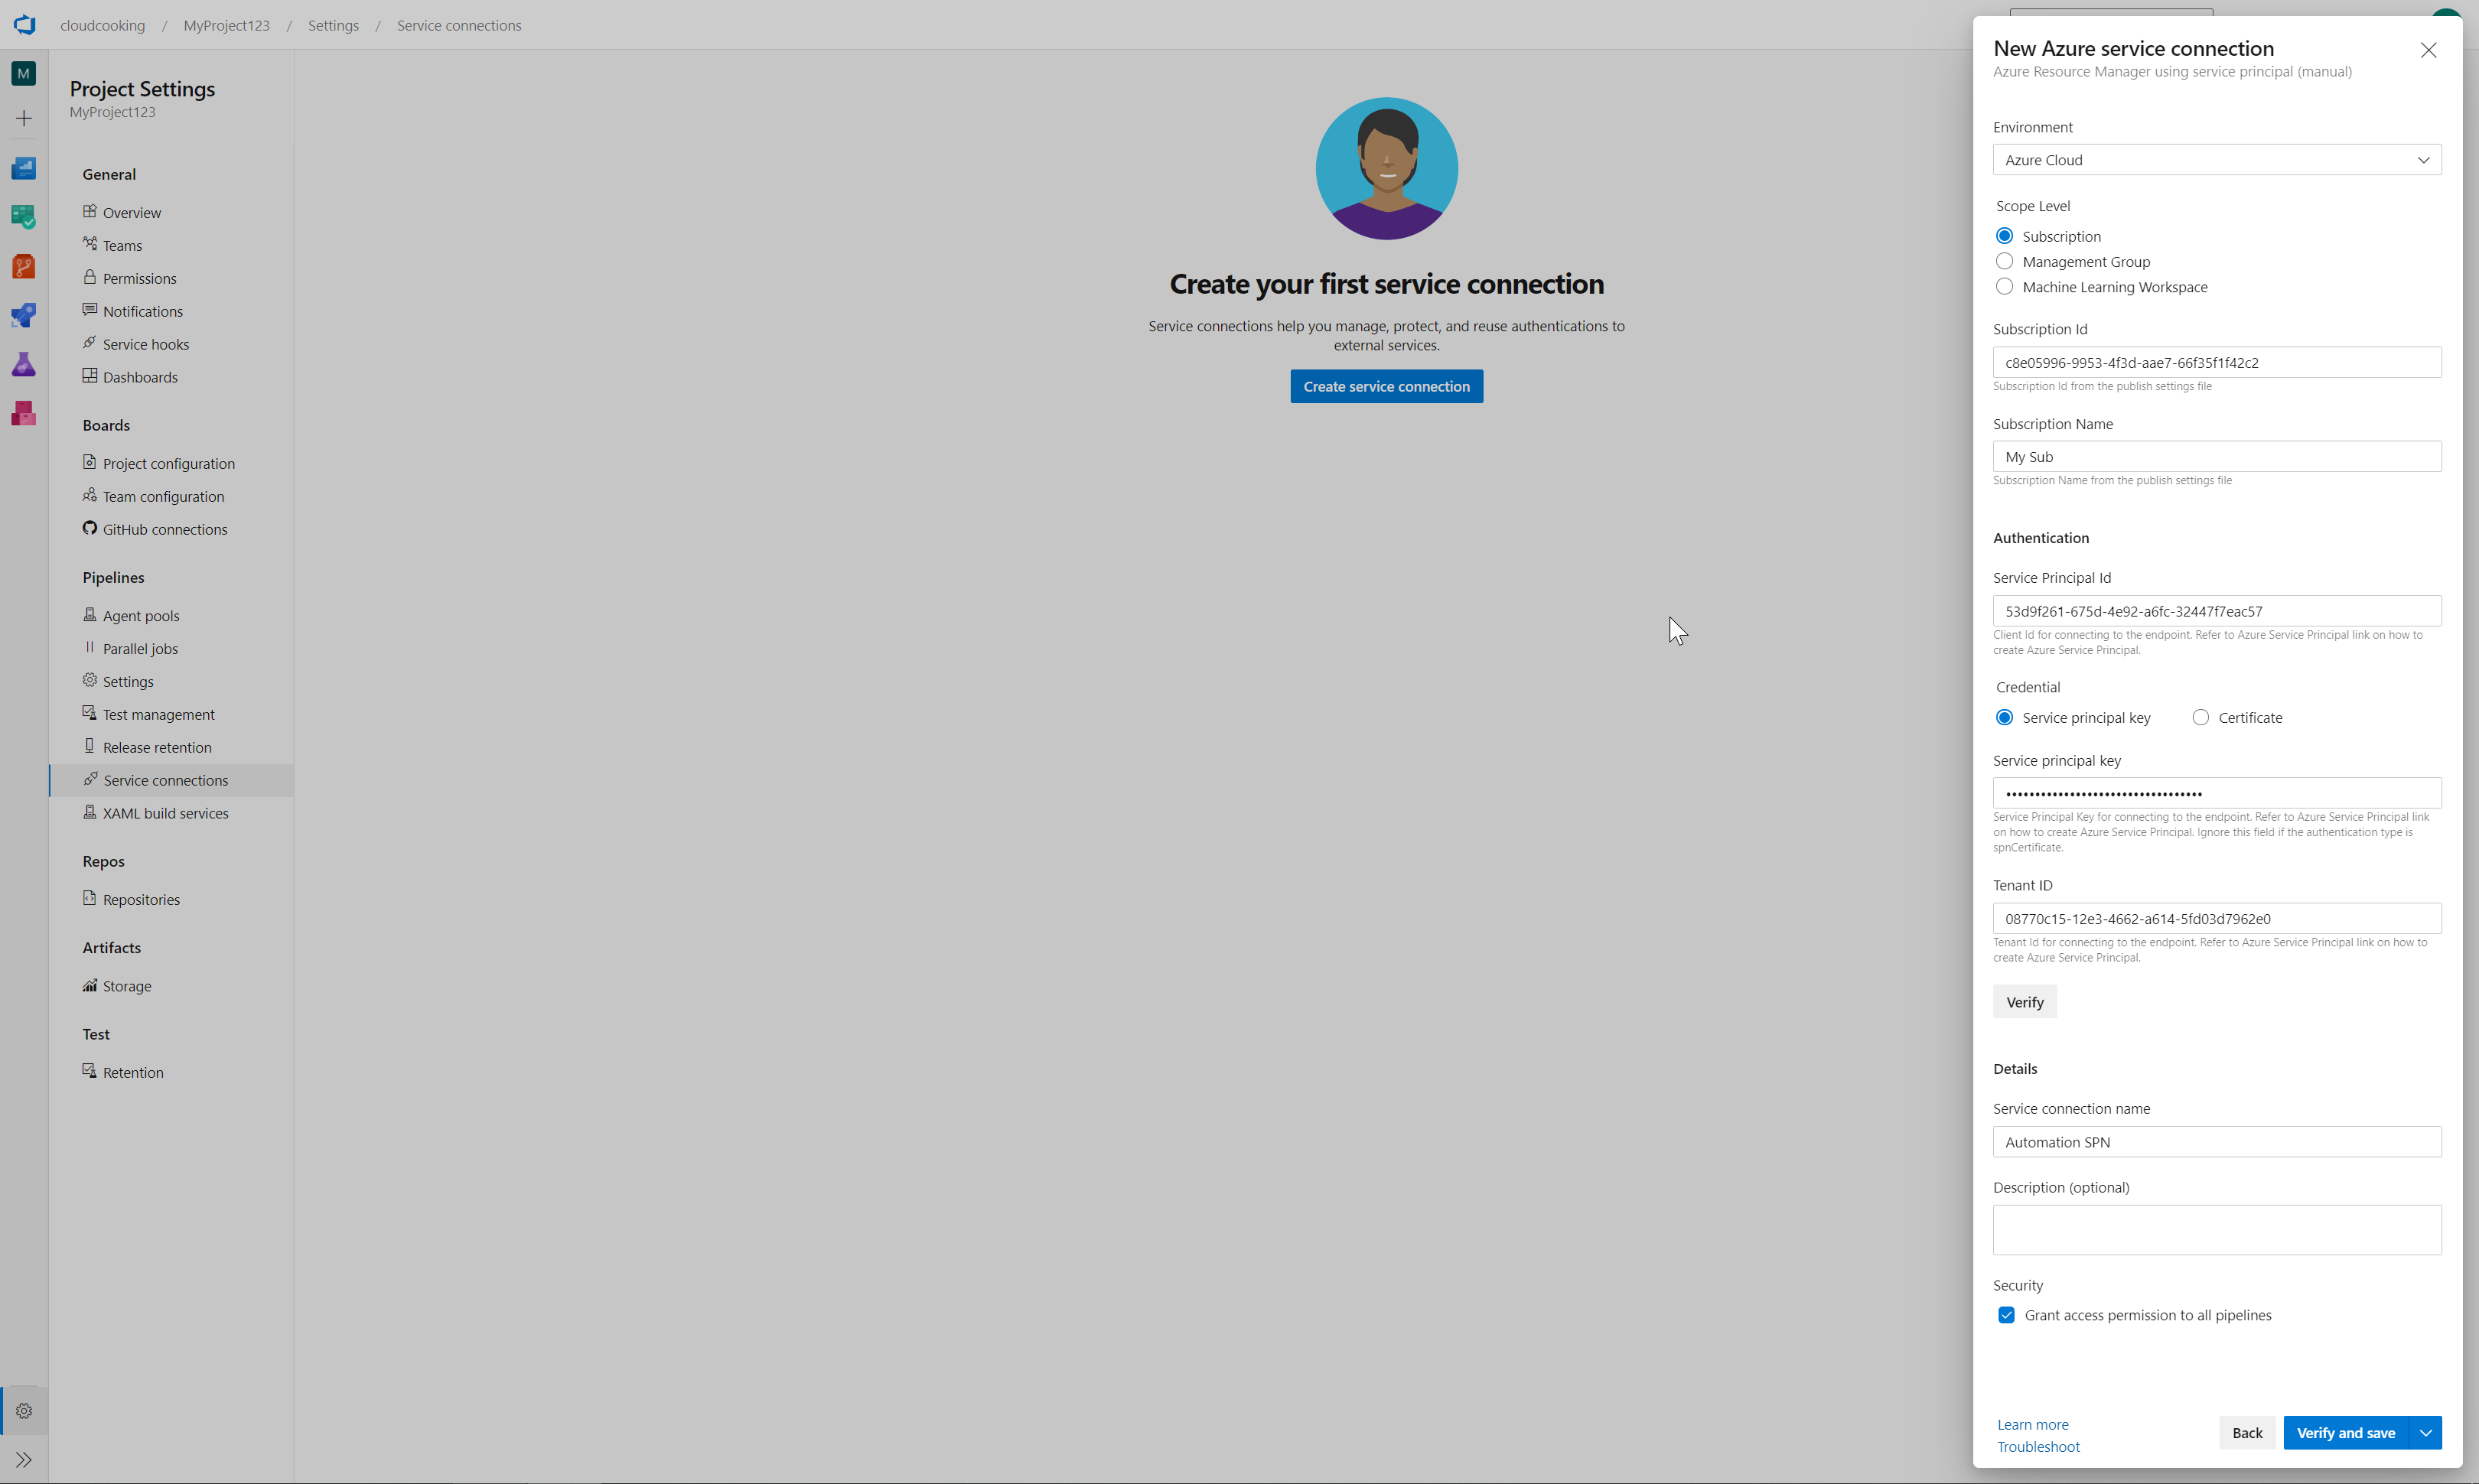 cloudcooking / MyProject123 / Settings / Service connections
M
Project Settings
MyProject123
General
Overview
Teams
Permissions
Notifications
Service hooks
Dashboards
Boards
Project configuration
Team configuration
GitHub connections
Pipelines
Agent pools
Parallel jobs
Settings
Test management
Release retention
Service connections
XAML build services
Repos
Repositories
Artifacts
Storage
Test
Retention
Create your first service connection
Service connections help you manage, protect, and reuse authentications to
external services.
Create service connection
New Azure service connection
Azure Resource Manager using service principal (manual)
Environment
Azure Cloud
Scope Level
Subscription
Management Group
Machine Learning Workspace
Subscription Id
c8e05996-9953-4f3d-aae7-66f35f1f42c2
Subscription Id from the publish settings file
Subscription Name
My Sub
Subscription Name from the publish settings file
Authentication
Service Principal Id
53d9f261-675d-4e92-a6fc-32447f7eac57
Client Id for connecting to the endpoint. Refer to Azure Service Principal link on how to
create Azure Service Principal.
Credential
Service principal key
Certificate
Service principal key
••••••••••••••••••••••••••••••••••
Service Principal Key for connecting to the endpoint. Refer to Azure Service Principal link
on how to create Azure Service Principal. Ignore this field if the authentication type is
spnCertificate.
Tenant ID
08770c15-12e3-4662-a614-5fd03d7962e0
Tenant Id for connecting to the endpoint. Refer to Azure Service Principal link on how to
create Azure Service Principal.
Verify
Details
Service connection name
Automation SPN
Description (optional)
Security
Grant access permission to all pipelines
Learn more
Troubleshoot
Back
Verify and save